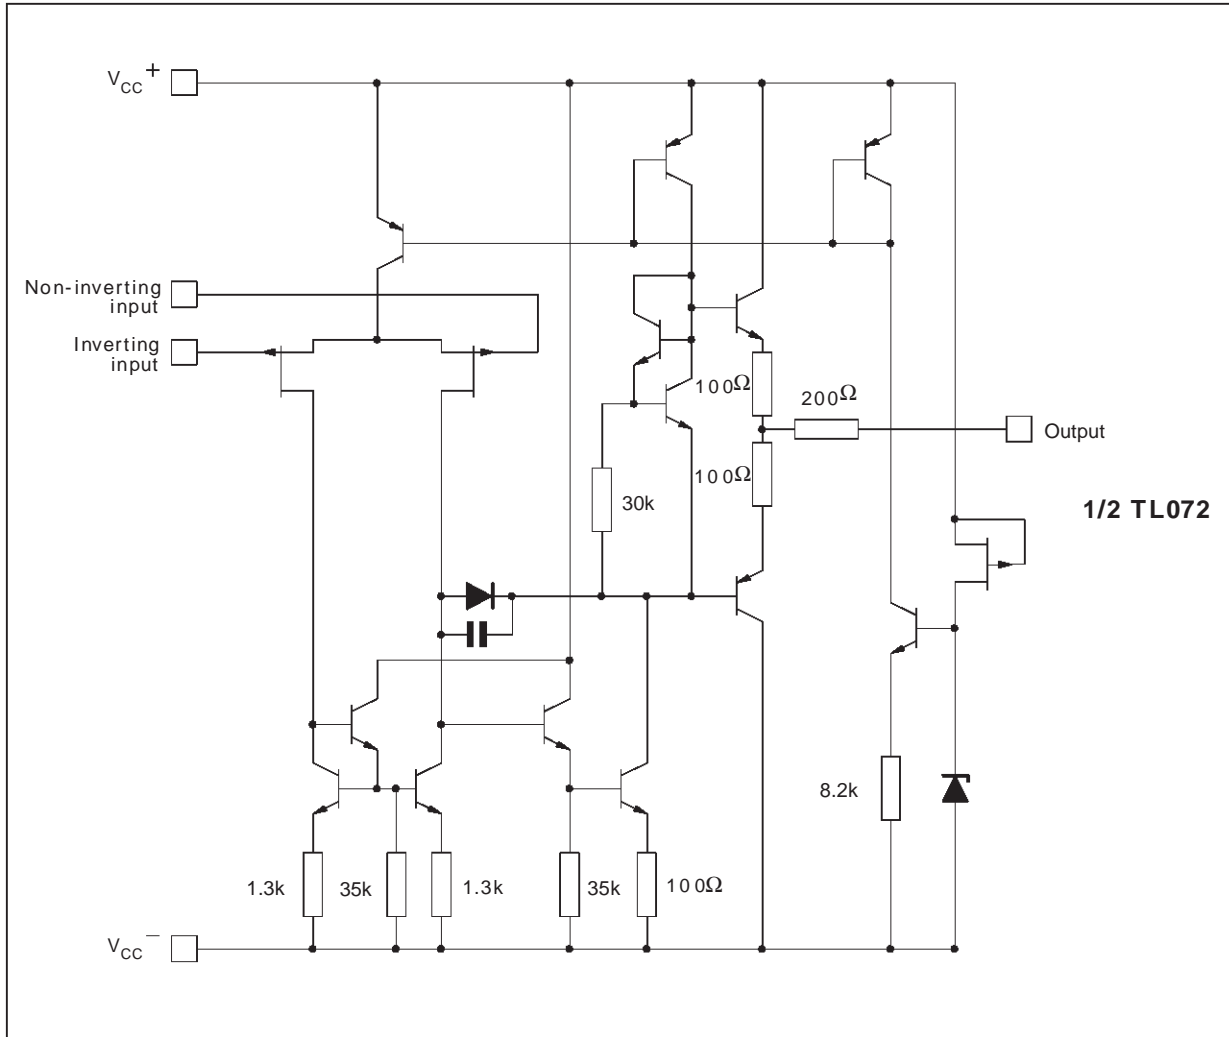 VCC+
Non-inverting
input
Inverting
input
100Ω
200Ω
Output
100Ω
30k
1/2 TL072
8.2k
1.3k
35k
1.3k
35k
100Ω
VCC−